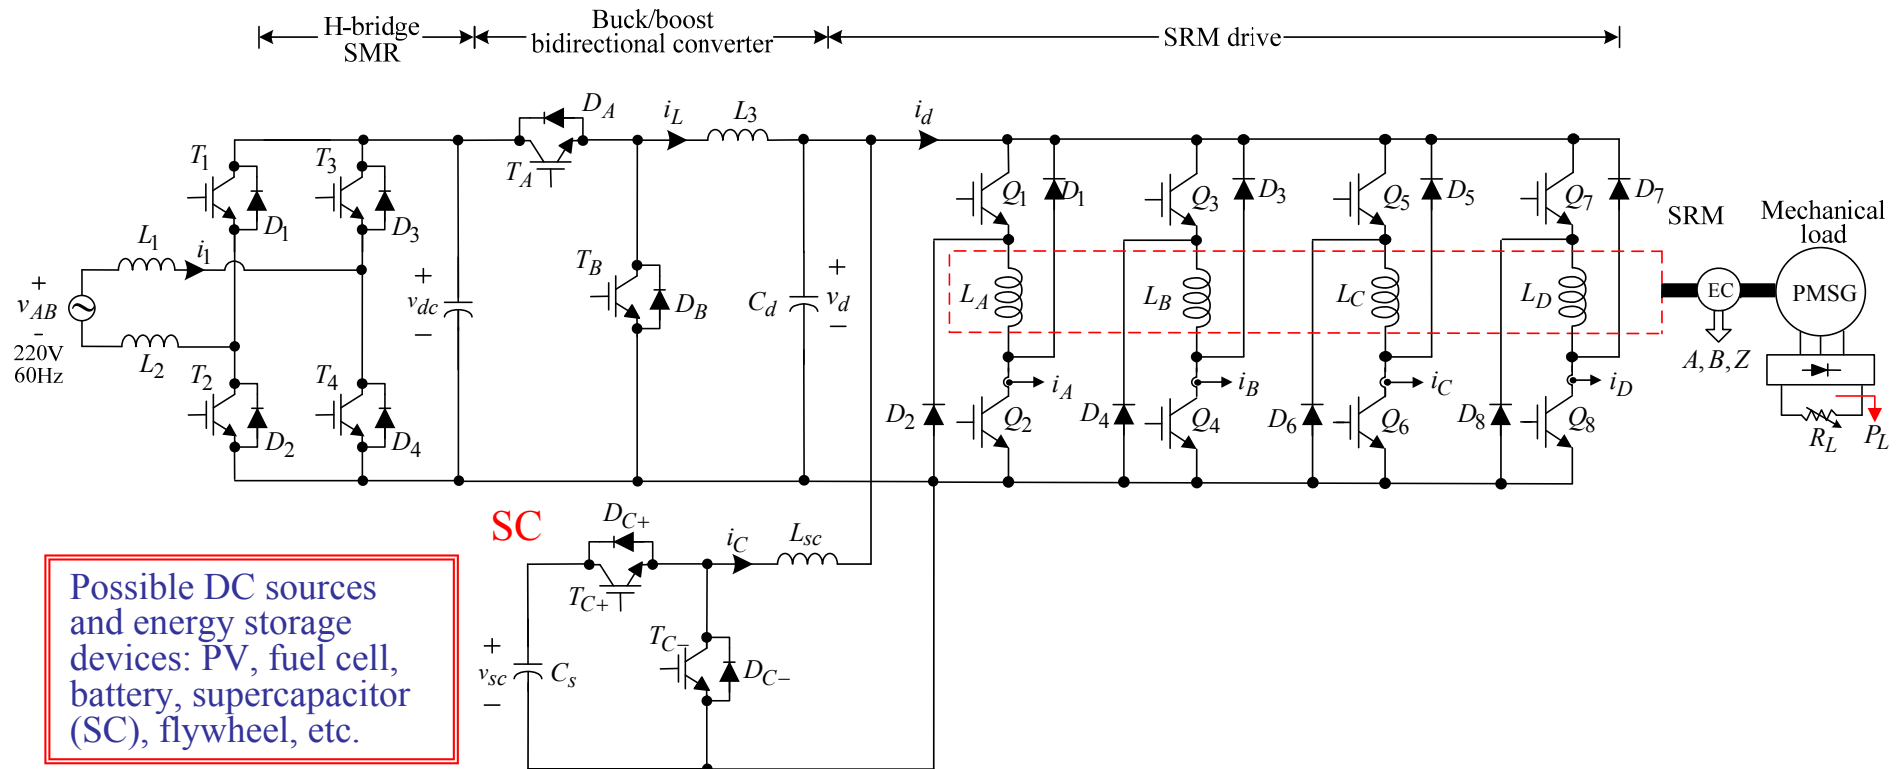 H-bridge
SMR
Buck/boost
bidirectional converter
SRM drive
D_A
i_L
L_3
i_d
T_1
T_3
T_A
Q_1
D_1
Q_3
D_3
Q_5
D_5
Q_7
D_7
SRM
Mechanical
load
D_1
D_3
L_1
i_1
T_B
D_B
+
v_AB
-
220V
60Hz
+
v_dc
−
C_d
+
v_d
−
L_A
L_B
L_C
L_D
EC
PMSG
A, B, Z
L_2
T_2
T_4
D_2
D_4
i_A
i_B
i_C
i_D
D_2
Q_2
D_4
Q_4
D_6
Q_6
D_8
Q_8
R_L
P_L
SC
D_C+
i_C
L_sc
T_C+
T_C−
D_C−
+
v_sc
−
C_s
Possible DC sources
and energy storage
devices: PV, fuel cell,
battery, supercapacitor
(SC), flywheel, etc.